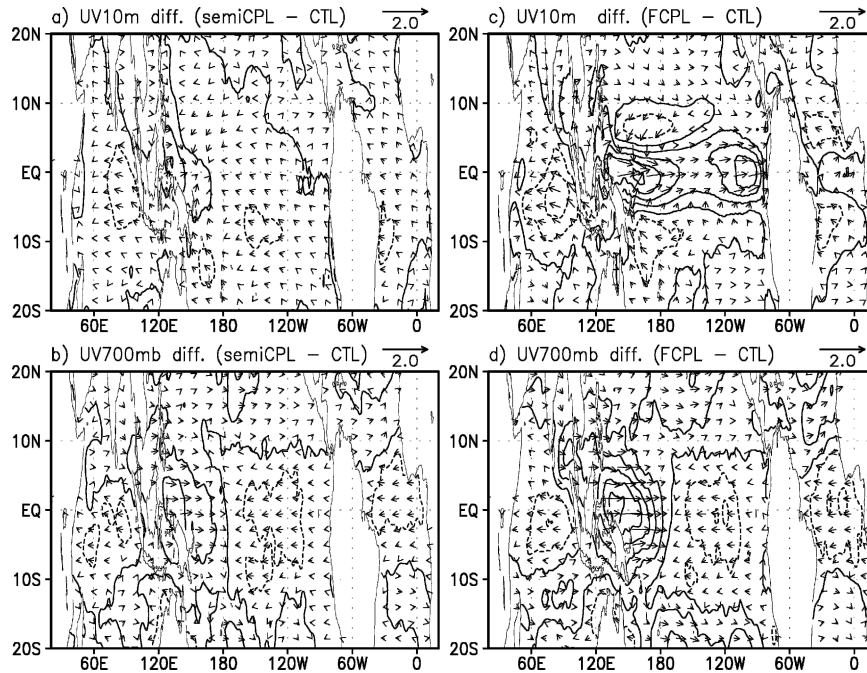 a) UV10m diff. (semiCPL − CTL)
2.0
20N
10N
EQ
10S
20S
60E 120E 180 120W 60W 0
c) UV10m diff. (FCPL − CTL)
2.0
20N
10N
EQ
10S
20S
60E 120E 180 120W 60W 0
b) UV700mb diff. (semiCPL − CTL)
2.0
20N
10N
EQ
10S
20S
60E 120E 180 120W 60W 0
d) UV700mb diff. (FCPL − CTL)
2.0
20N
10N
EQ
10S
20S
60E 120E 180 120W 60W 0